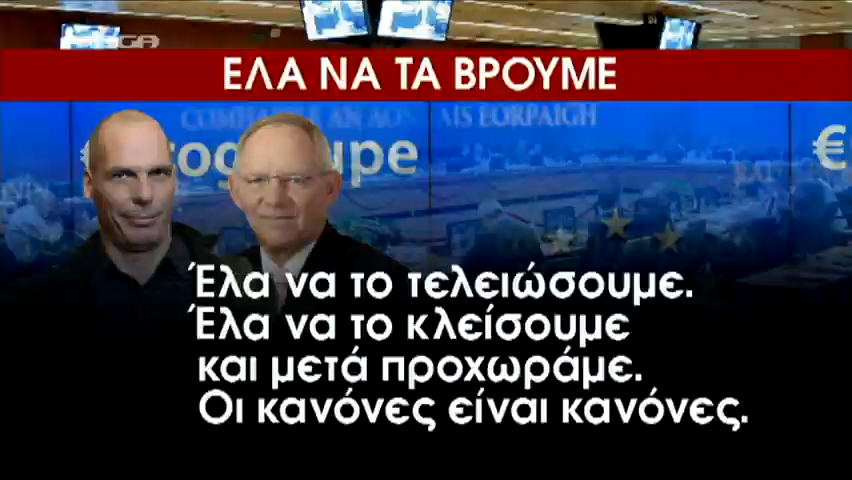 ΕΛΑ ΝΑ ΤΑ ΒΡΟΥΜΕ
EORPAIGH
Έλα να το τελειώσουμε.
Έλα να το κλείσουμε
και μετά προχωράμε.
Οι κανόνες είναι κανόνες.